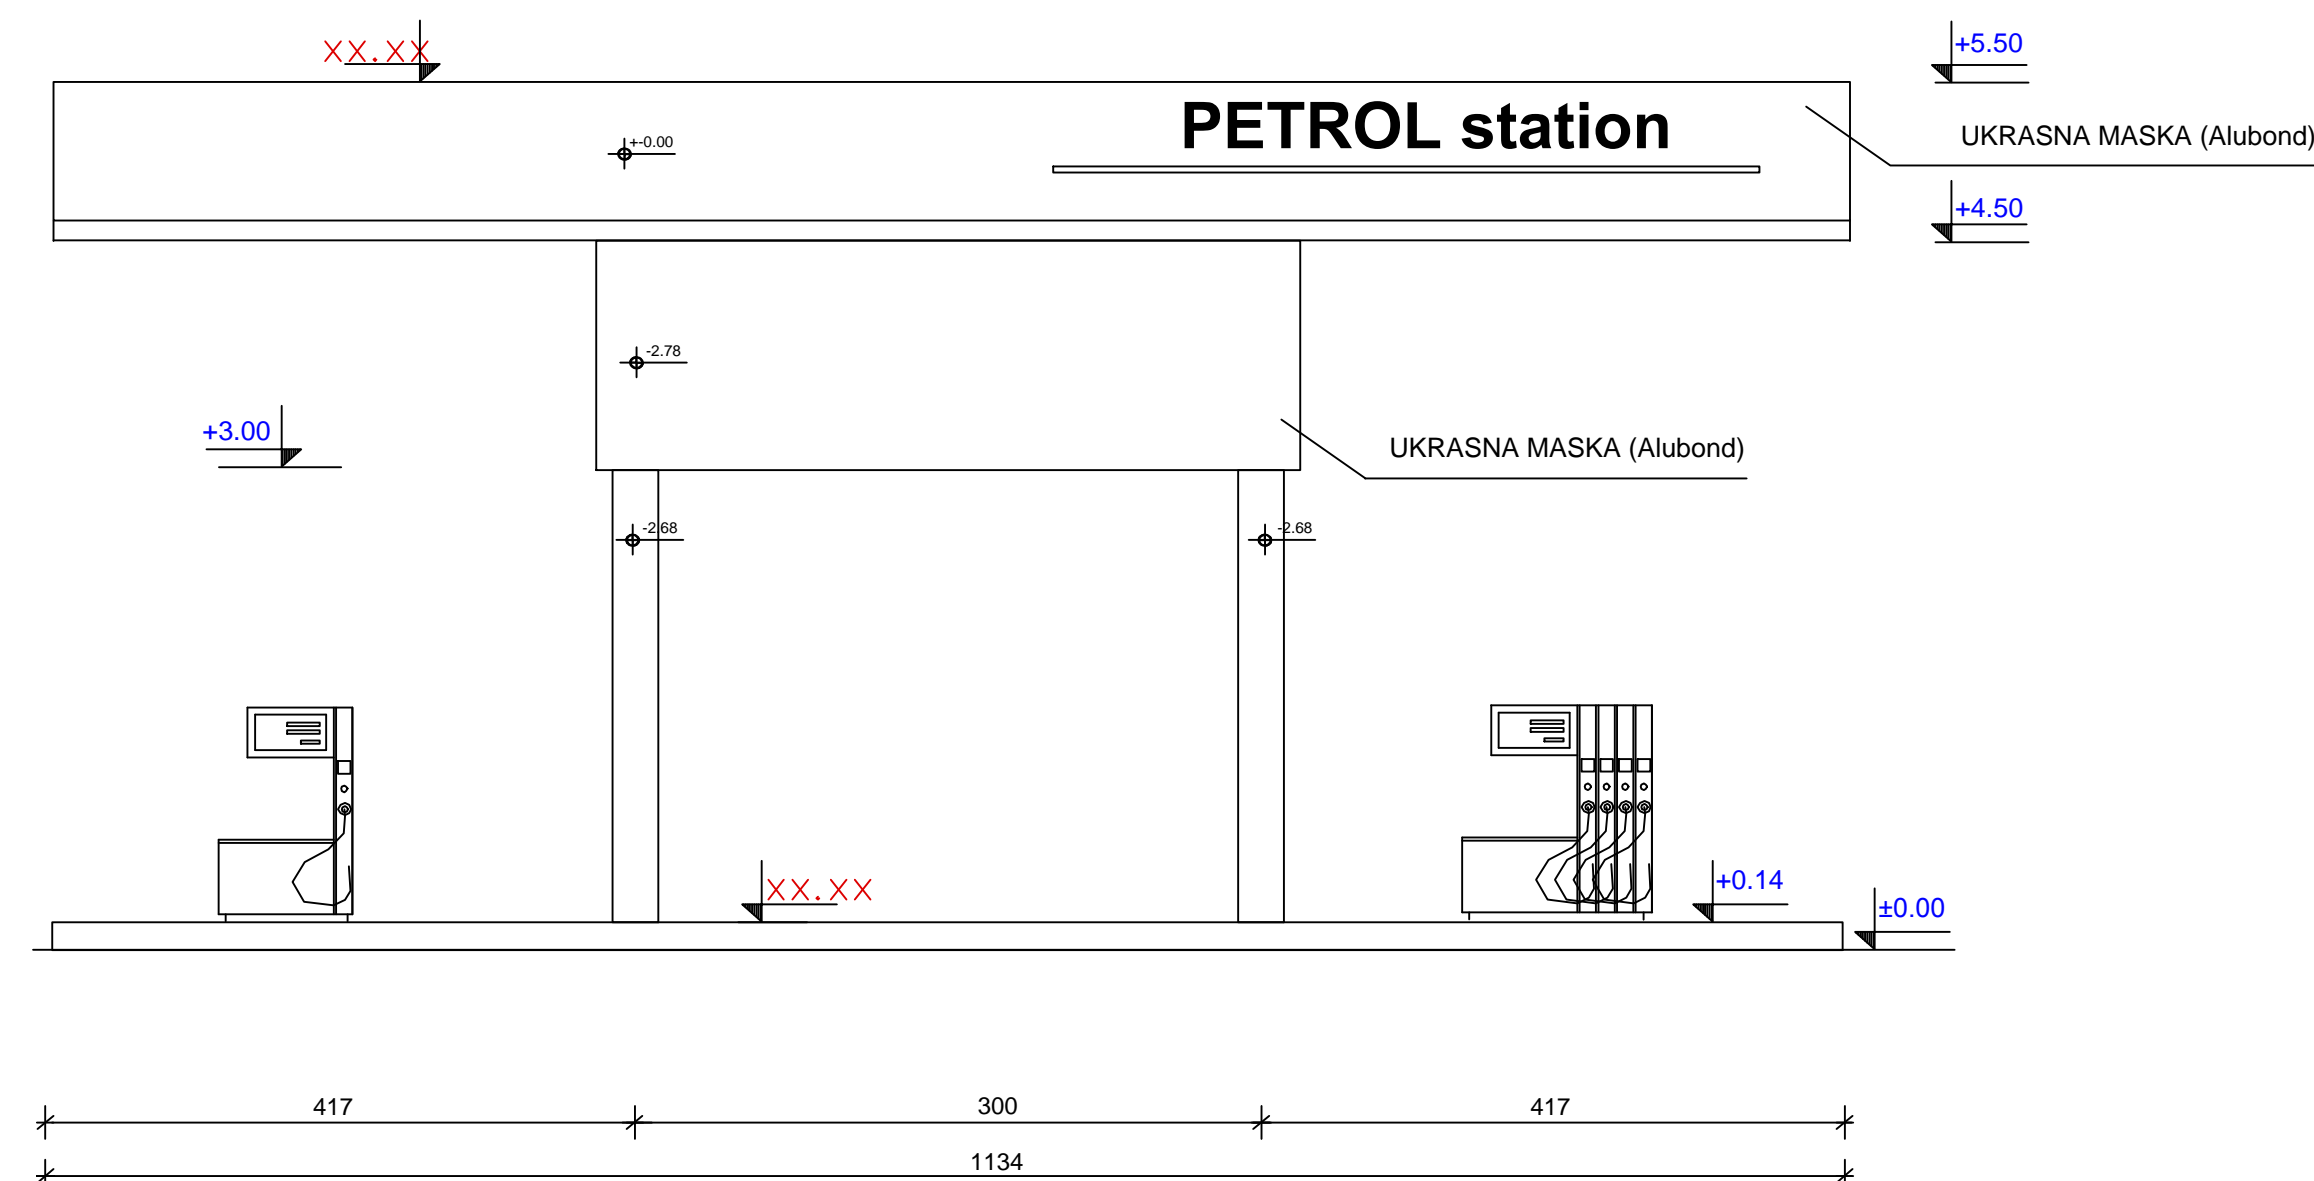 XX.XX
+5.50
PETROL station
UKRASNA MASKA (Alubond)
+-0.00
+4.50
-2.78
+3.00
UKRASNA MASKA (Alubond)
-2.68
-2.68
XX.XX
+0.14
±0.00
417
300
417
1134